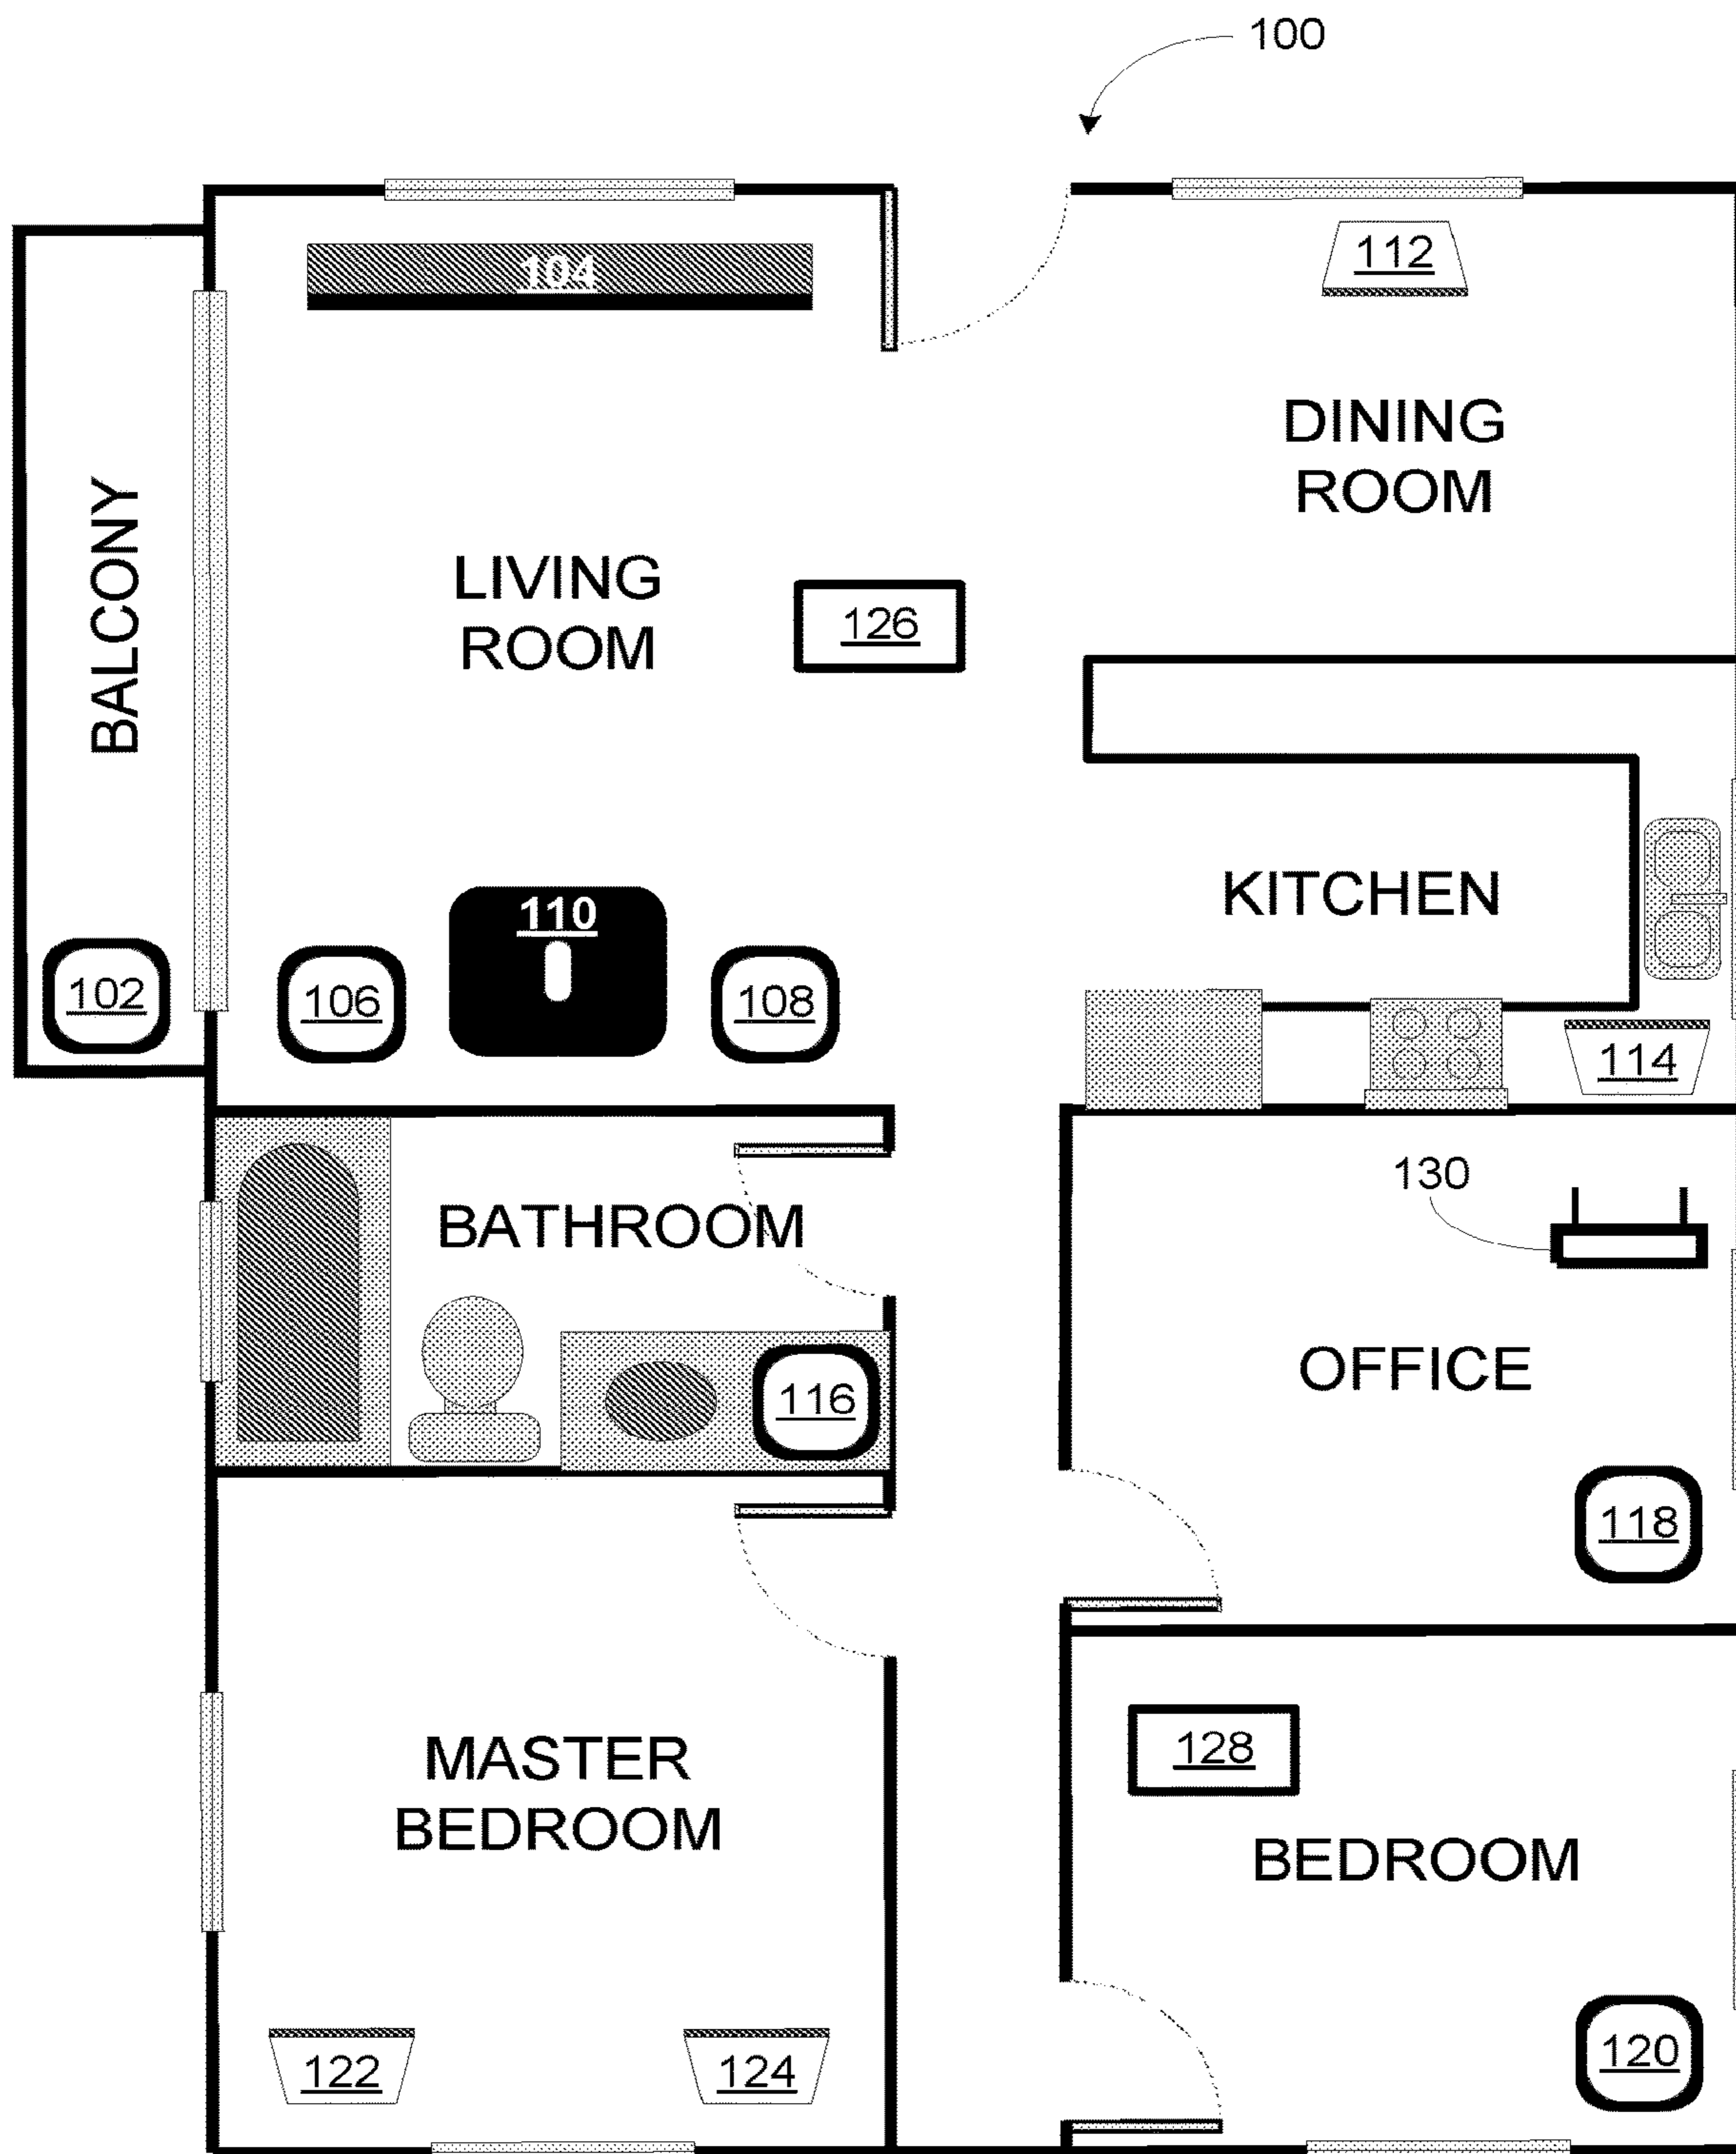 100
104
112
DINING
ROOM
BALCONY
LIVING
ROOM
126
KITCHEN
110
102
106
108
114
130
BATHROOM
OFFICE
116
118
128
MASTER
BEDROOM
BEDROOM
120
122
124